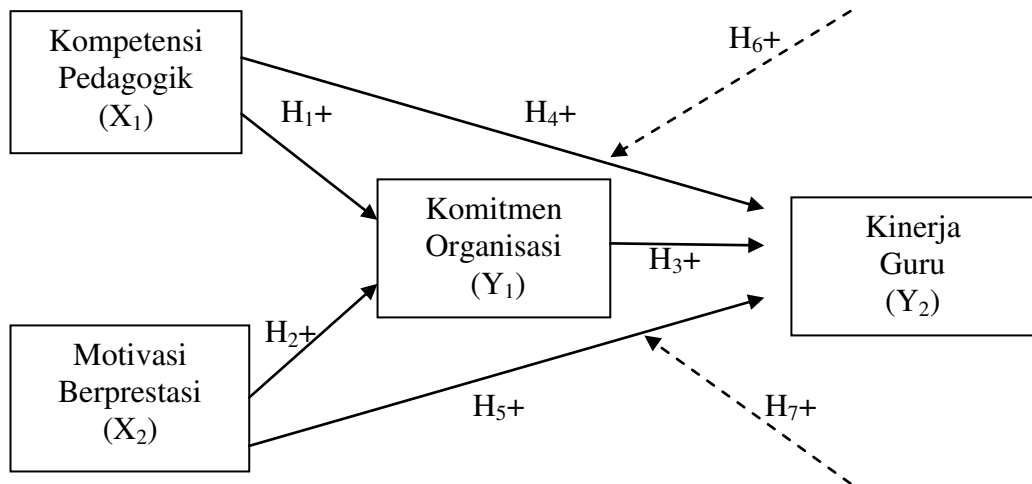 Kompetensi
Pedagogik
(X₁)
H₁+
H₄+
H₆+
Komitmen
Organisasi
(Y₁)
H₃+
Kinerja
Guru
(Y₂)
Motivasi
Berprestasi
(X₂)
H₂+
H₅+
H₇+